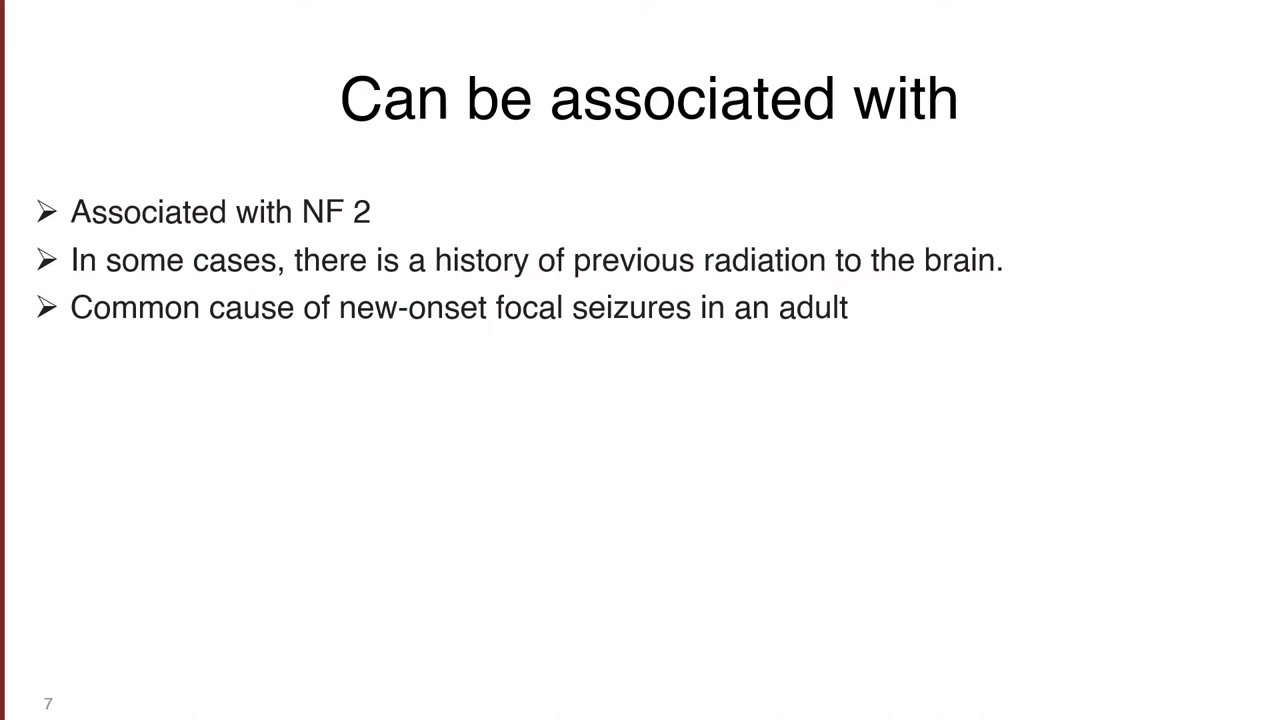 Can be associated with
➢ Associated with NF 2
➢ In some cases, there is a history of previous radiation to the brain.
➢ Common cause of new-onset focal seizures in an adult
7